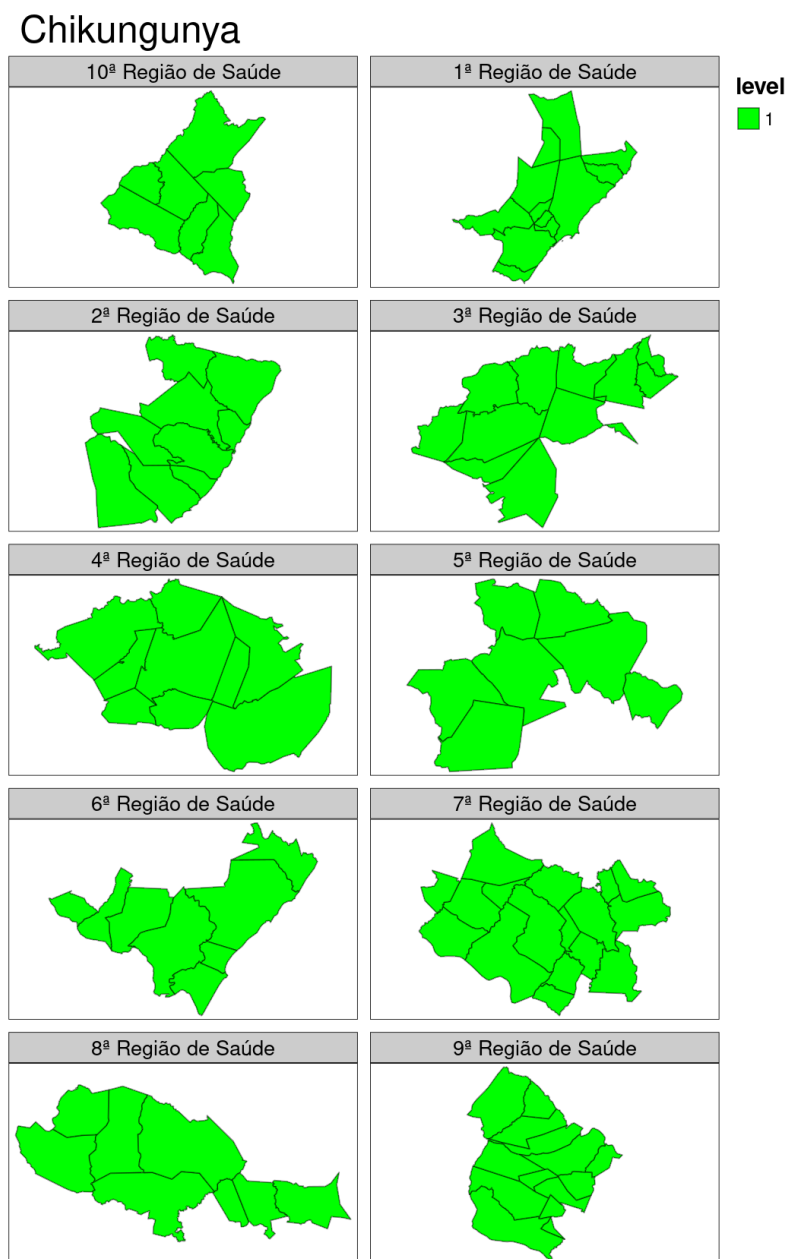 Chikungunya
10ª Região de Saúde
1ª Região de Saúde
level
1
2ª Região de Saúde
3ª Região de Saúde
4ª Região de Saúde
5ª Região de Saúde
6ª Região de Saúde
7ª Região de Saúde
8ª Região de Saúde
9ª Região de Saúde